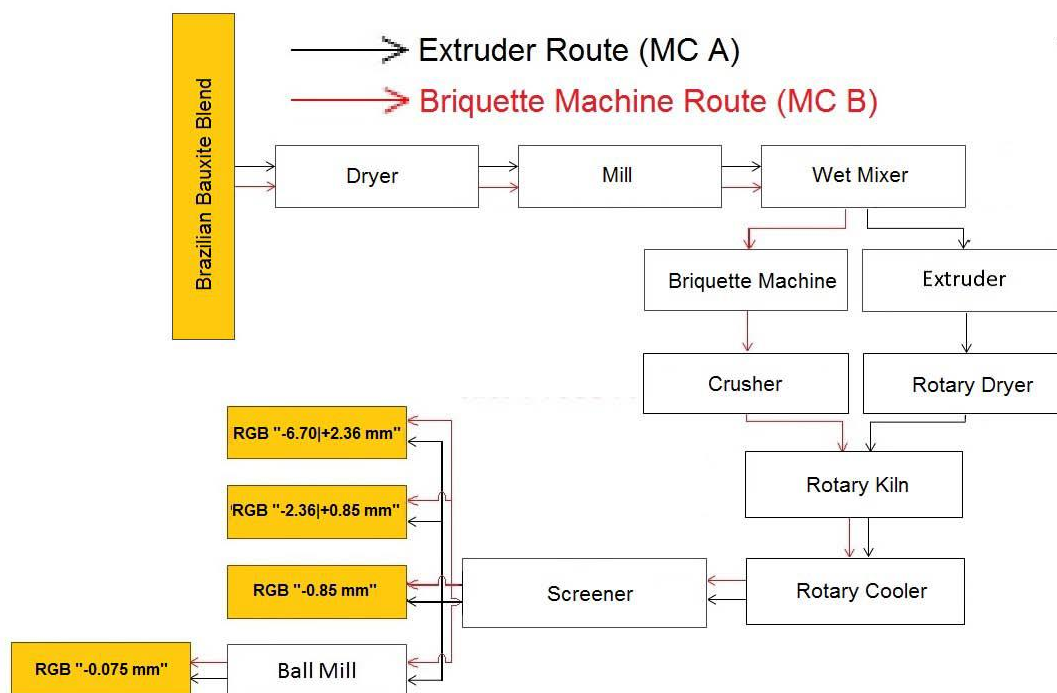 Extruder Route (MC A)
Briquette Machine Route (MC B)
Brazilian Bauxite Blend
Dryer
Mill
Wet Mixer
Briquette Machine
Extruder
Crusher
Rotary Dryer
RGB "-6.70|+2.36 mm"
Rotary Kiln
RGB "-2.36|+0.85 mm"
RGB "-0.85 mm"
Screener
Rotary Cooler
RGB "-0.075 mm"
Ball Mill